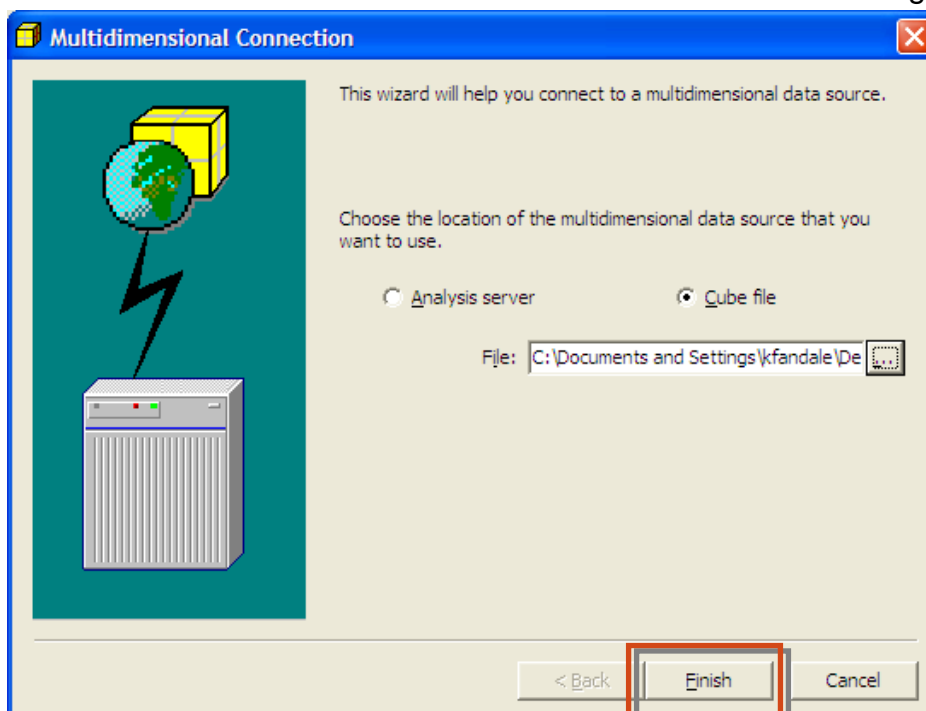 Multidimensional Connection
This wizard will help you connect to a multidimensional data source.
Choose the location of the multidimensional data source that you
want to use.
Analysis server Cube file
File: C:\Documents and Settings\kfandale\De ...
< Back Finish Cancel